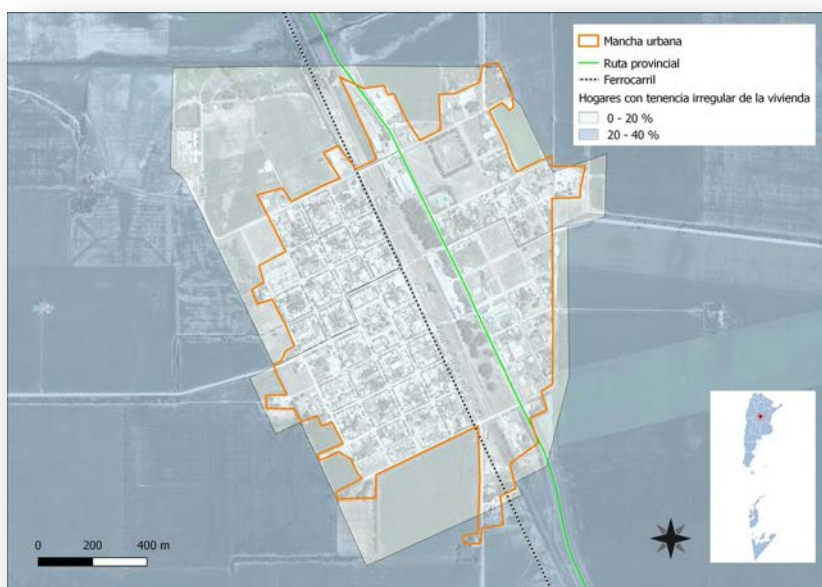 Mancha urbana
Ruta provincial
Ferrocarril
Hogares con tenencia irregular de la vivienda
0 - 20 %
20 - 40 %
0 200 400 m